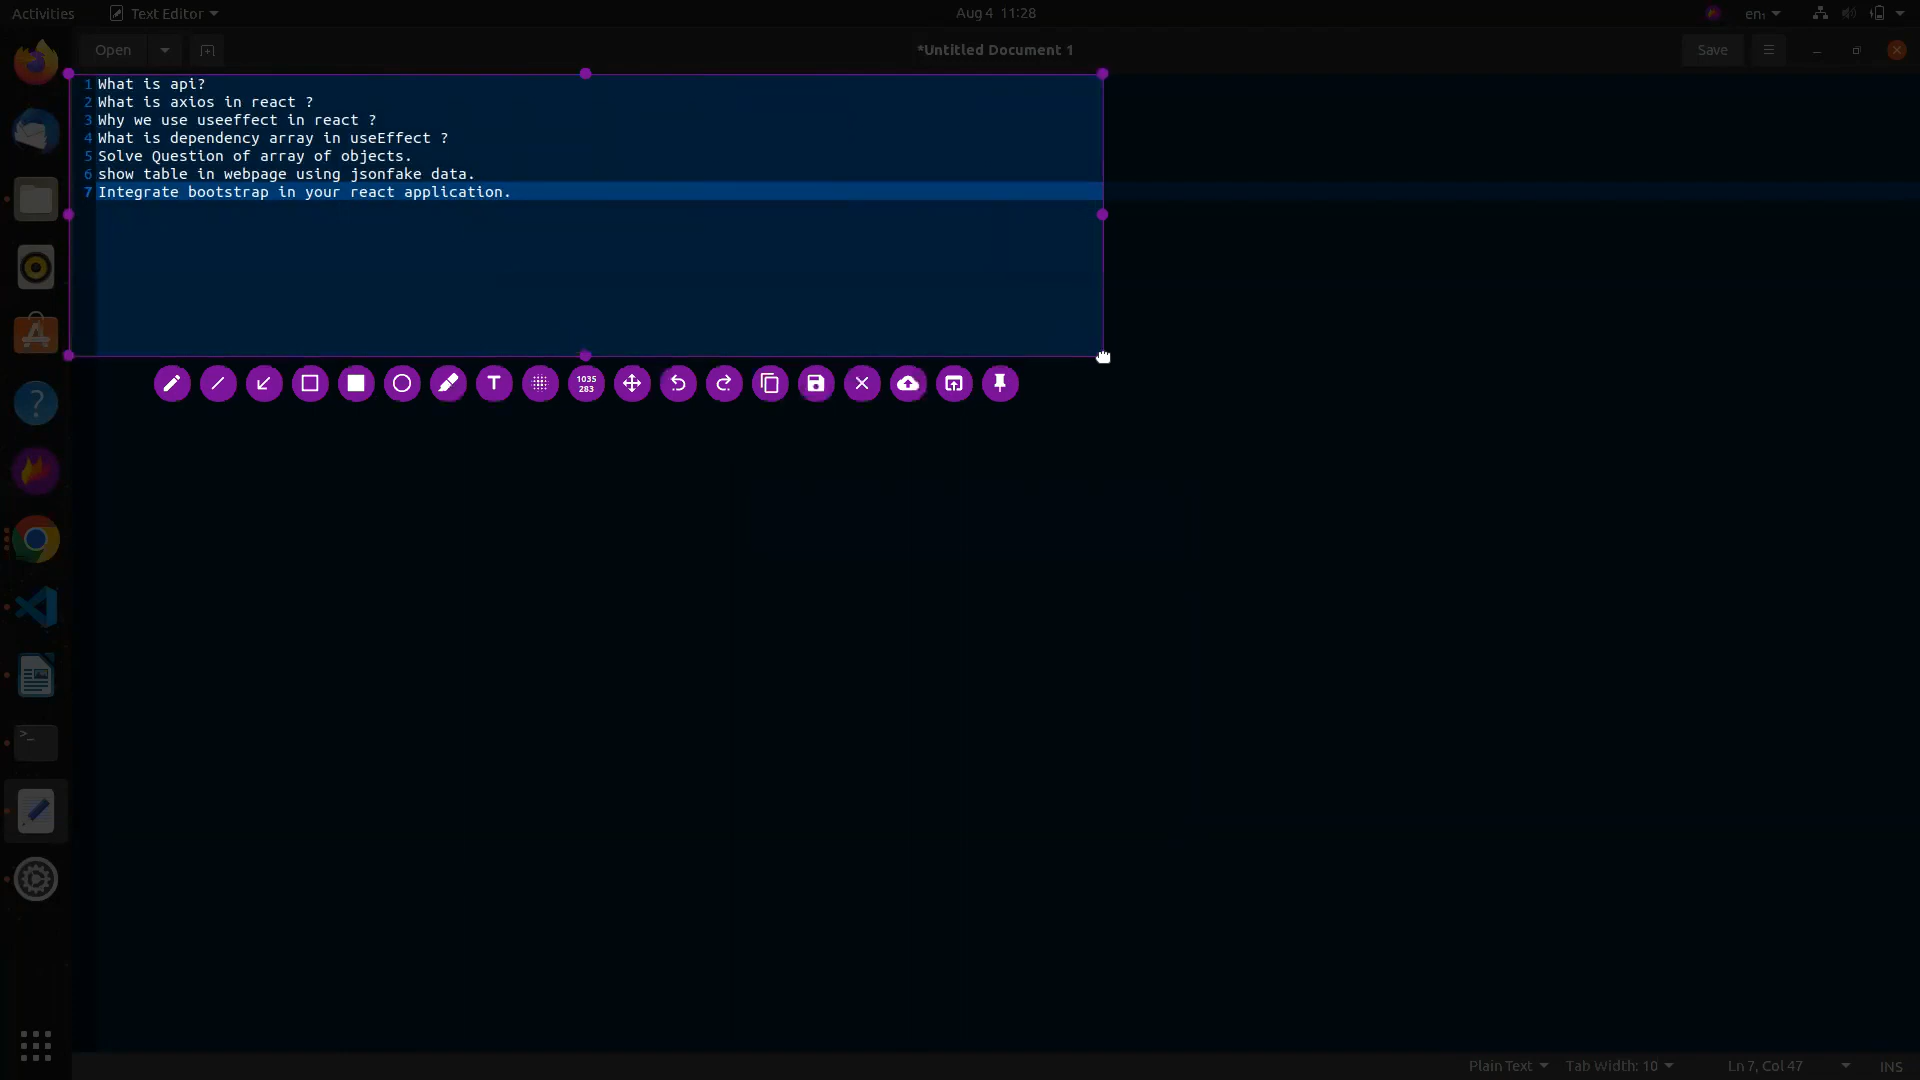 Activities
Text Editor
Aug 4 11:28
en₁
Open
*Untitled Document 1
Save
1 What is api?
2 What is axios in react ?
3 Why we use useeffect in react ?
4 What is dependency array in useEffect ?
5 Solve Question of array of objects.
6 show table in webpage using jsonfake data.
7 Integrate bootstrap in your react application.
T
1035
283
Plain Text
Tab Width: 10
Ln 7, Col 47
INS